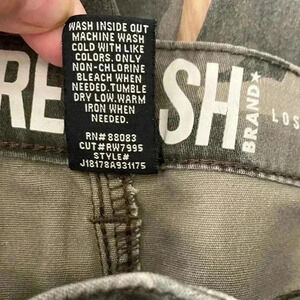 WASH INSIDE OUT
MACHINE WASH
COLD WITH LIKE
COLORS. ONLY
NON-CHLORINE
BLEACH WHEN
NEEDED. TUMBLE
DRY LOW. WARM
IRON WHEN
NEEDED.
RN# 88083
CUT# RW7995
STYLE#
J18178A931175
RE SH
BRAND★
LOS